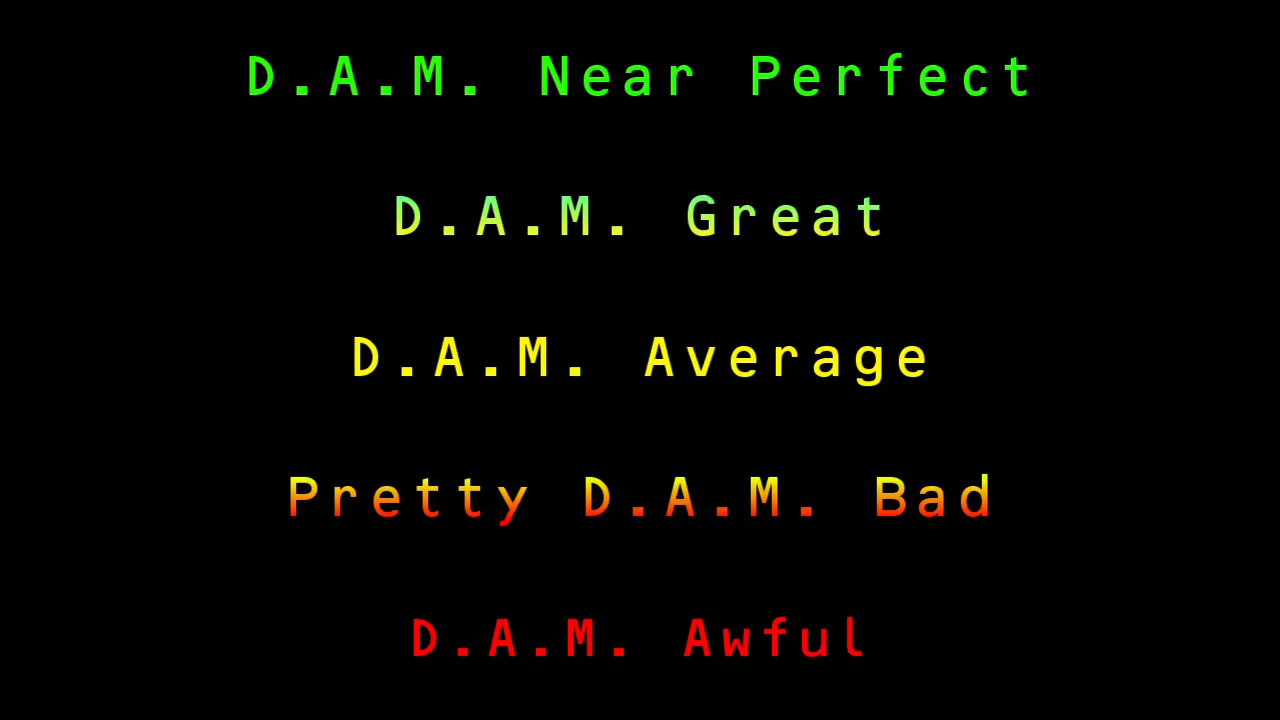 D.A.M. Near Perfect
D.A.M. Great
D.A.M. Average
Pretty D.A.M. Bad
D.A.M. Awful